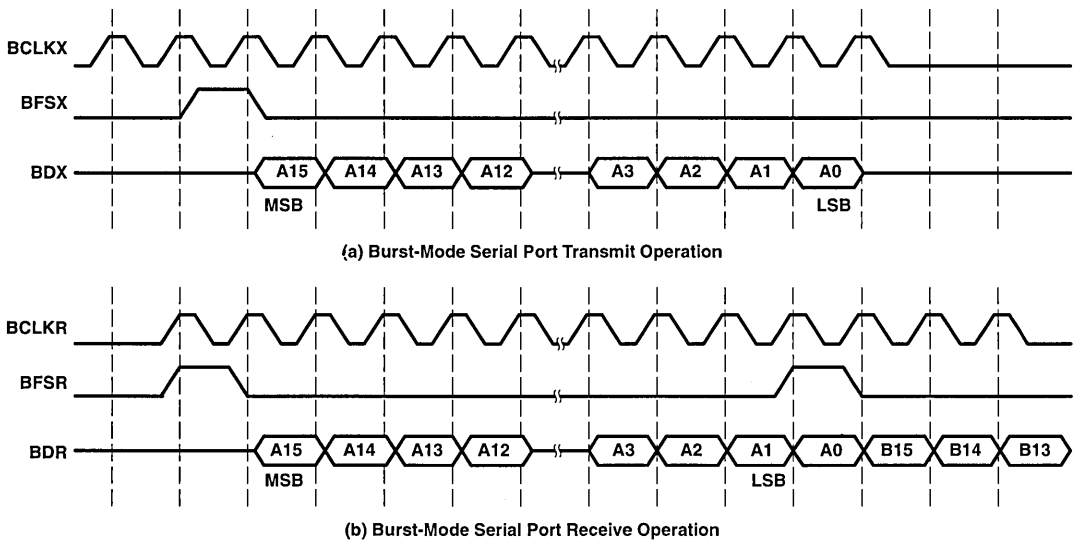 BCLKX
BFSX
BDX A15 A14 A13 A12 A3 A2 A1 A0
MSB LSB
(a) Burst-Mode Serial Port Transmit Operation
BCLKR
BFSR
BDR A15 A14 A13 A12 A3 A2 A1 A0 B15 B14 B13
MSB LSB
(b) Burst-Mode Serial Port Receive Operation